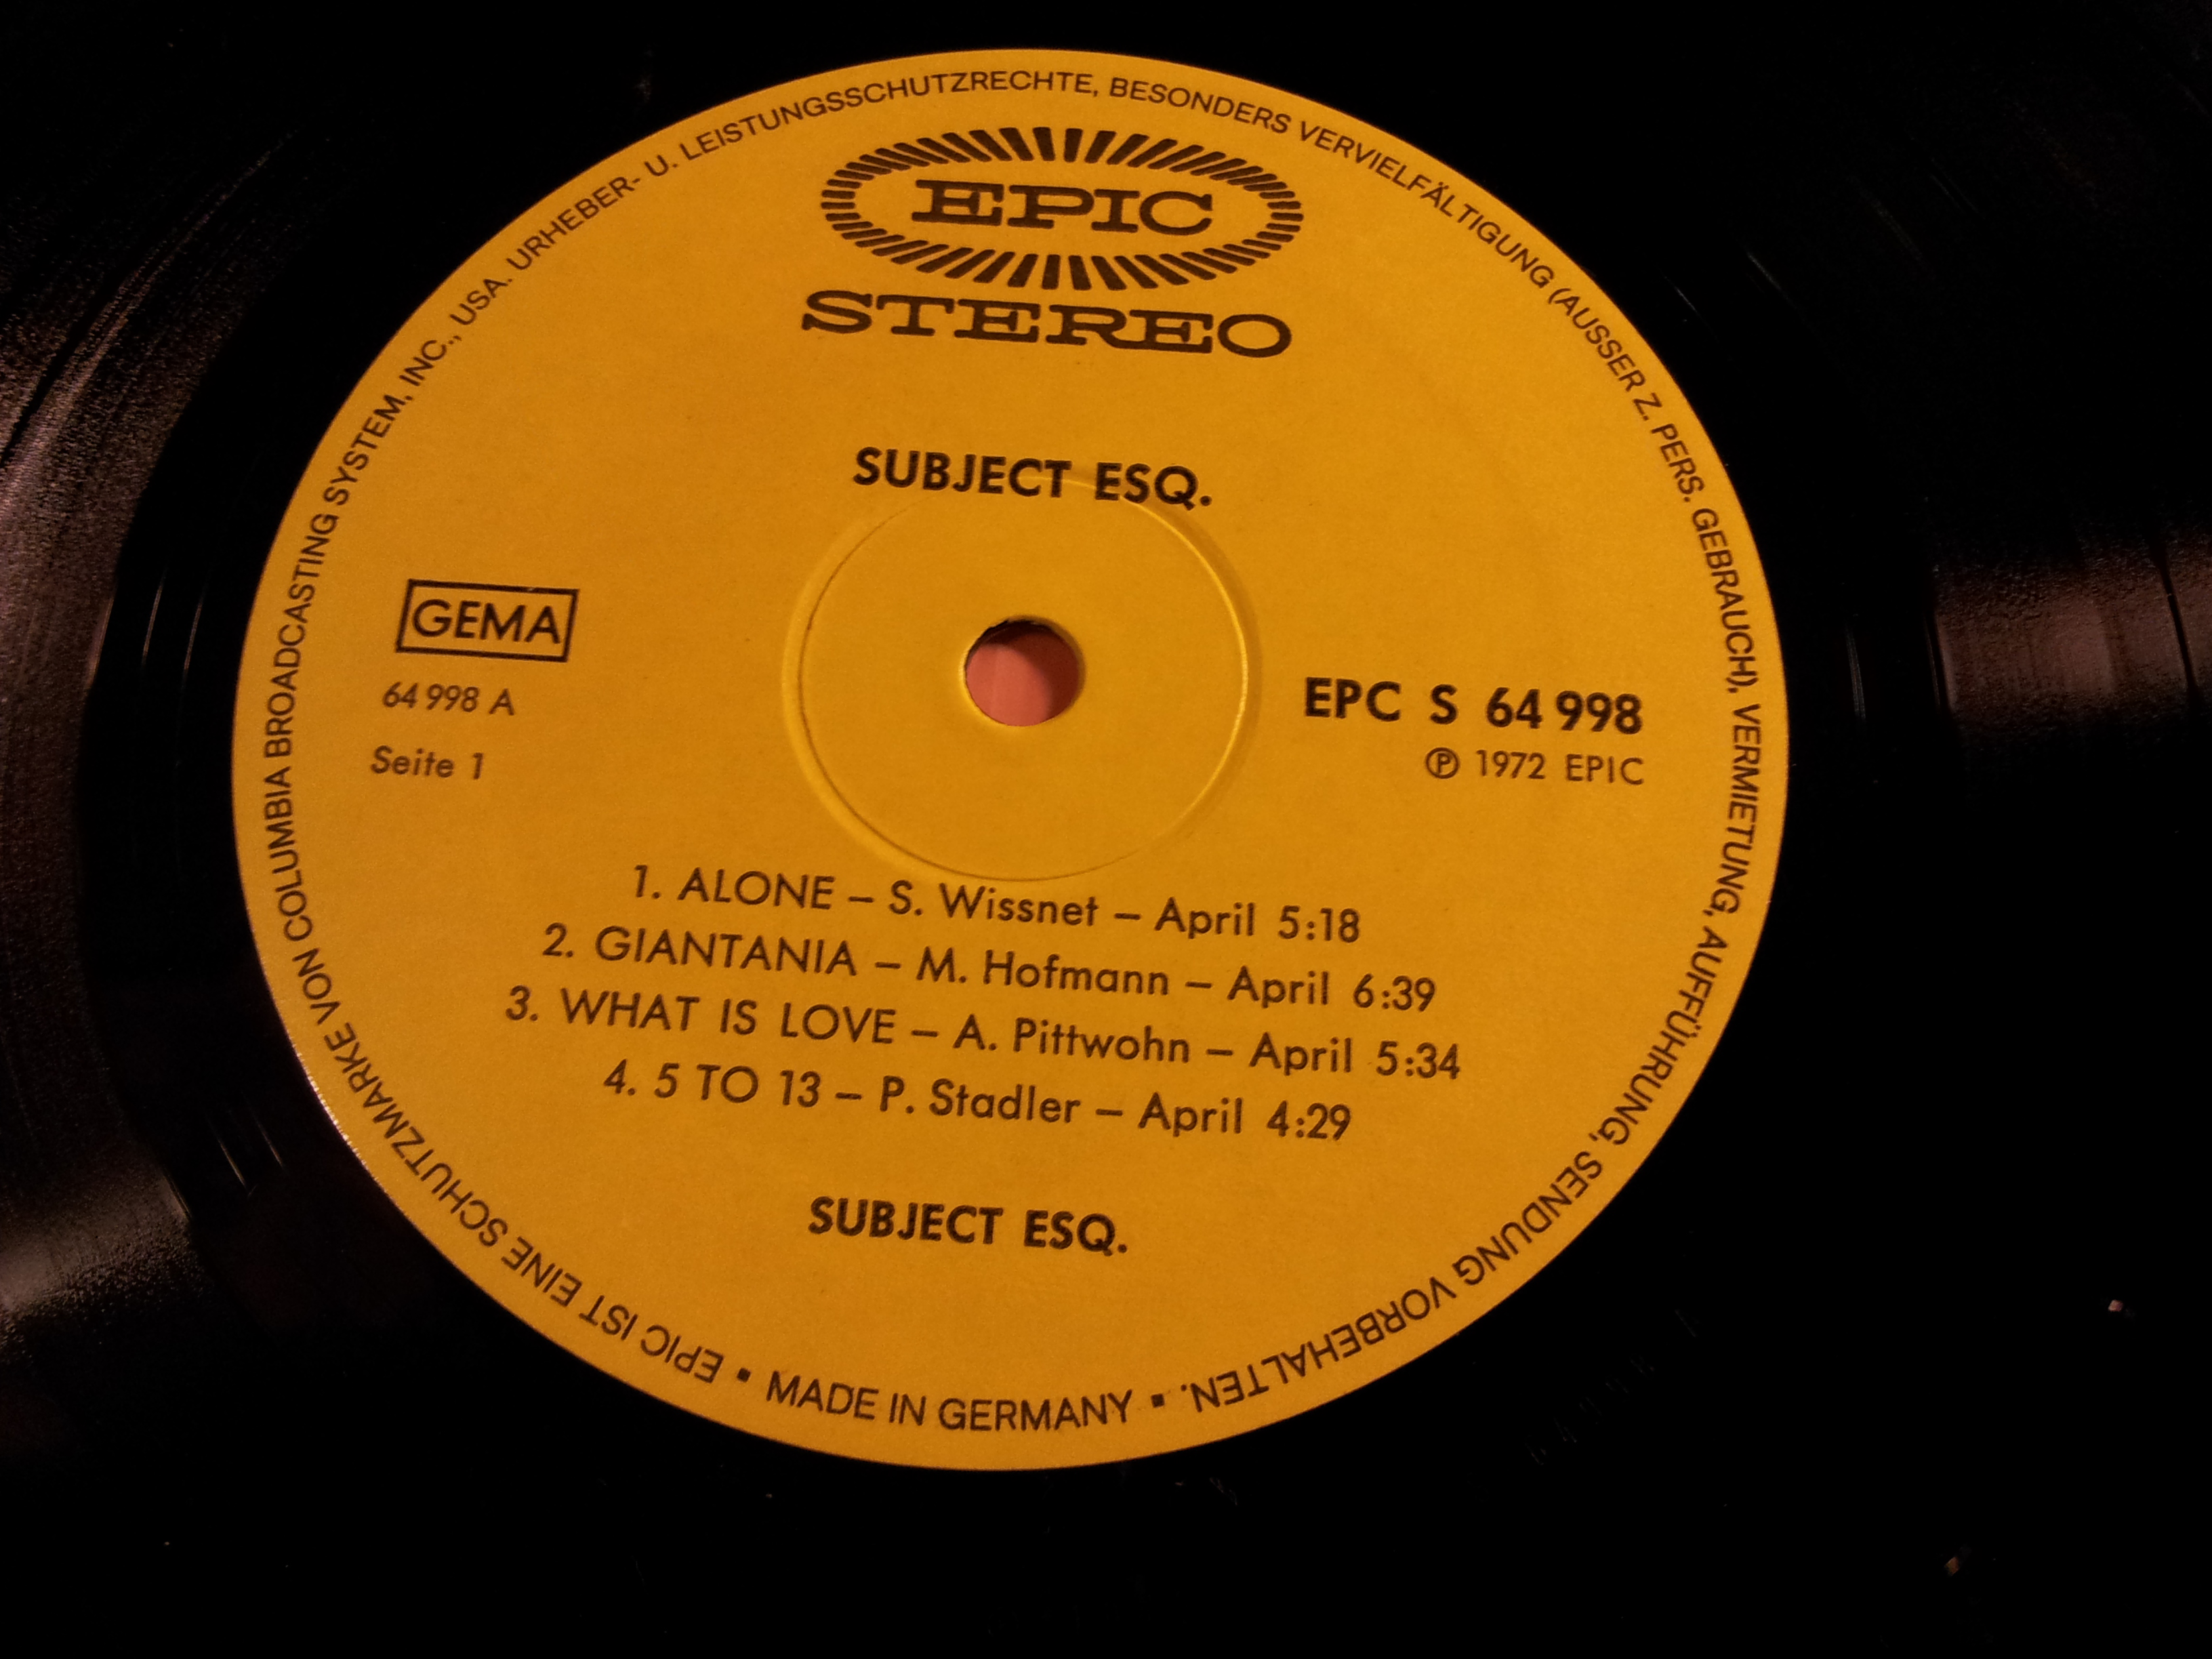 EPIC
STEREO
SUBJECT ESQ.
GEMA
64 998 A
Seite 1
EPC S 64 998
℗ 1972 EPIC
1. ALONE – S. Wissnet – April 5:18
2. GIANTANIA – M. Hofmann – April 6:39
3. WHAT IS LOVE – A. Pittwohn – April 5:34
4. 5 TO 13 – P. Stadler – April 4:29
SUBJECT ESQ.
EPIC IST EINE SCHUTZMARKE VON COLUMBIA BROADCASTING SYSTEM, INC., USA. URHEBER- U. LEISTUNGSSCHUTZRECHTE, BESONDERS VERVIELFÄLTIGUNG (AUSSER Z. PERS. GEBRAUCH), VERMIETUNG, AUFFÜHRUNG, SENDUNG VORBEHALTEN.
▪ MADE IN GERMANY ▪